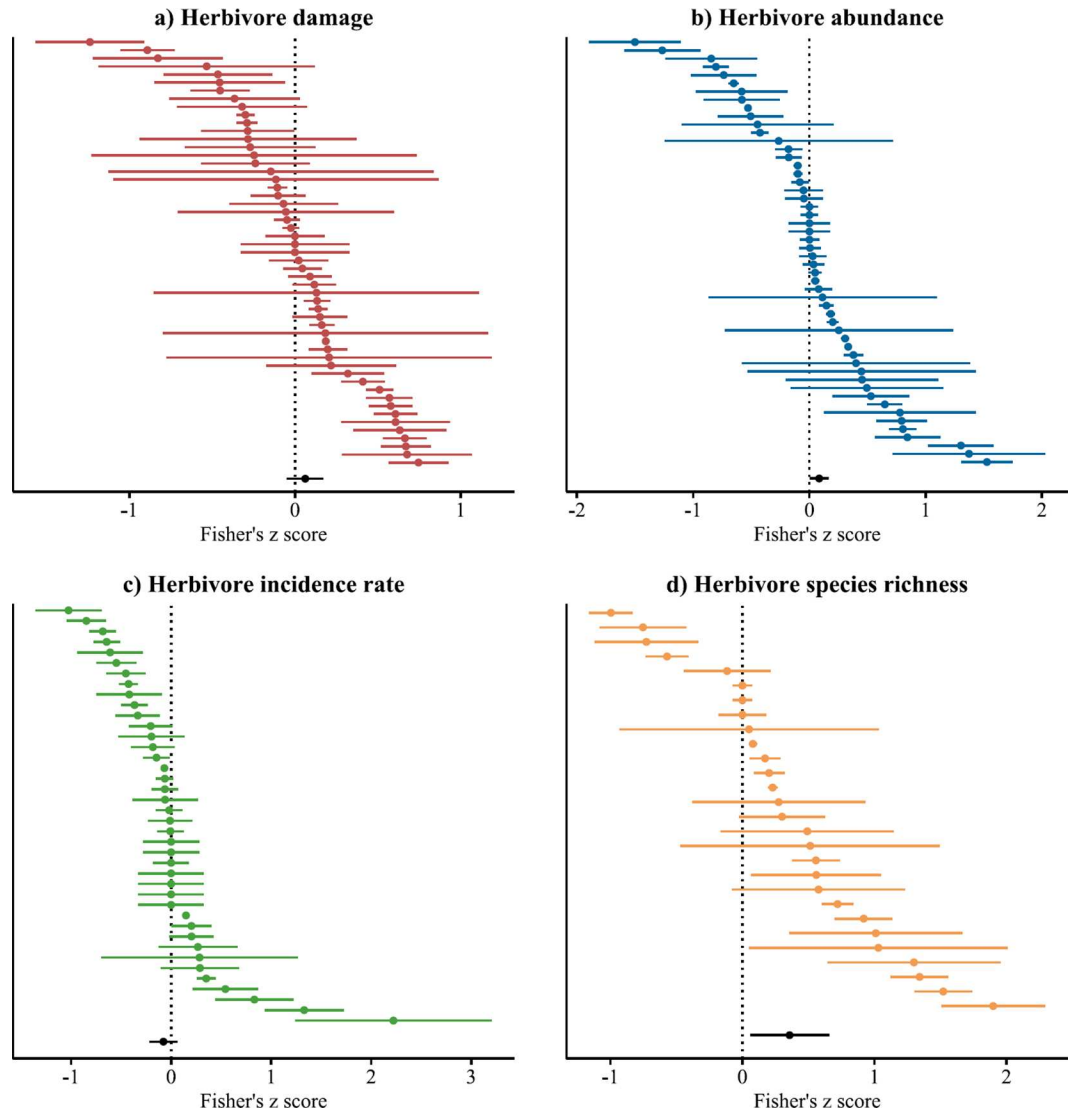 a) Herbivore damage
b) Herbivore abundance
-1 0 1
Fisher's z score
-2 -1 0 1 2
Fisher's z score
c) Herbivore incidence rate
d) Herbivore species richness
-1 0 1 2 3
Fisher's z score
-1 0 1 2
Fisher's z score